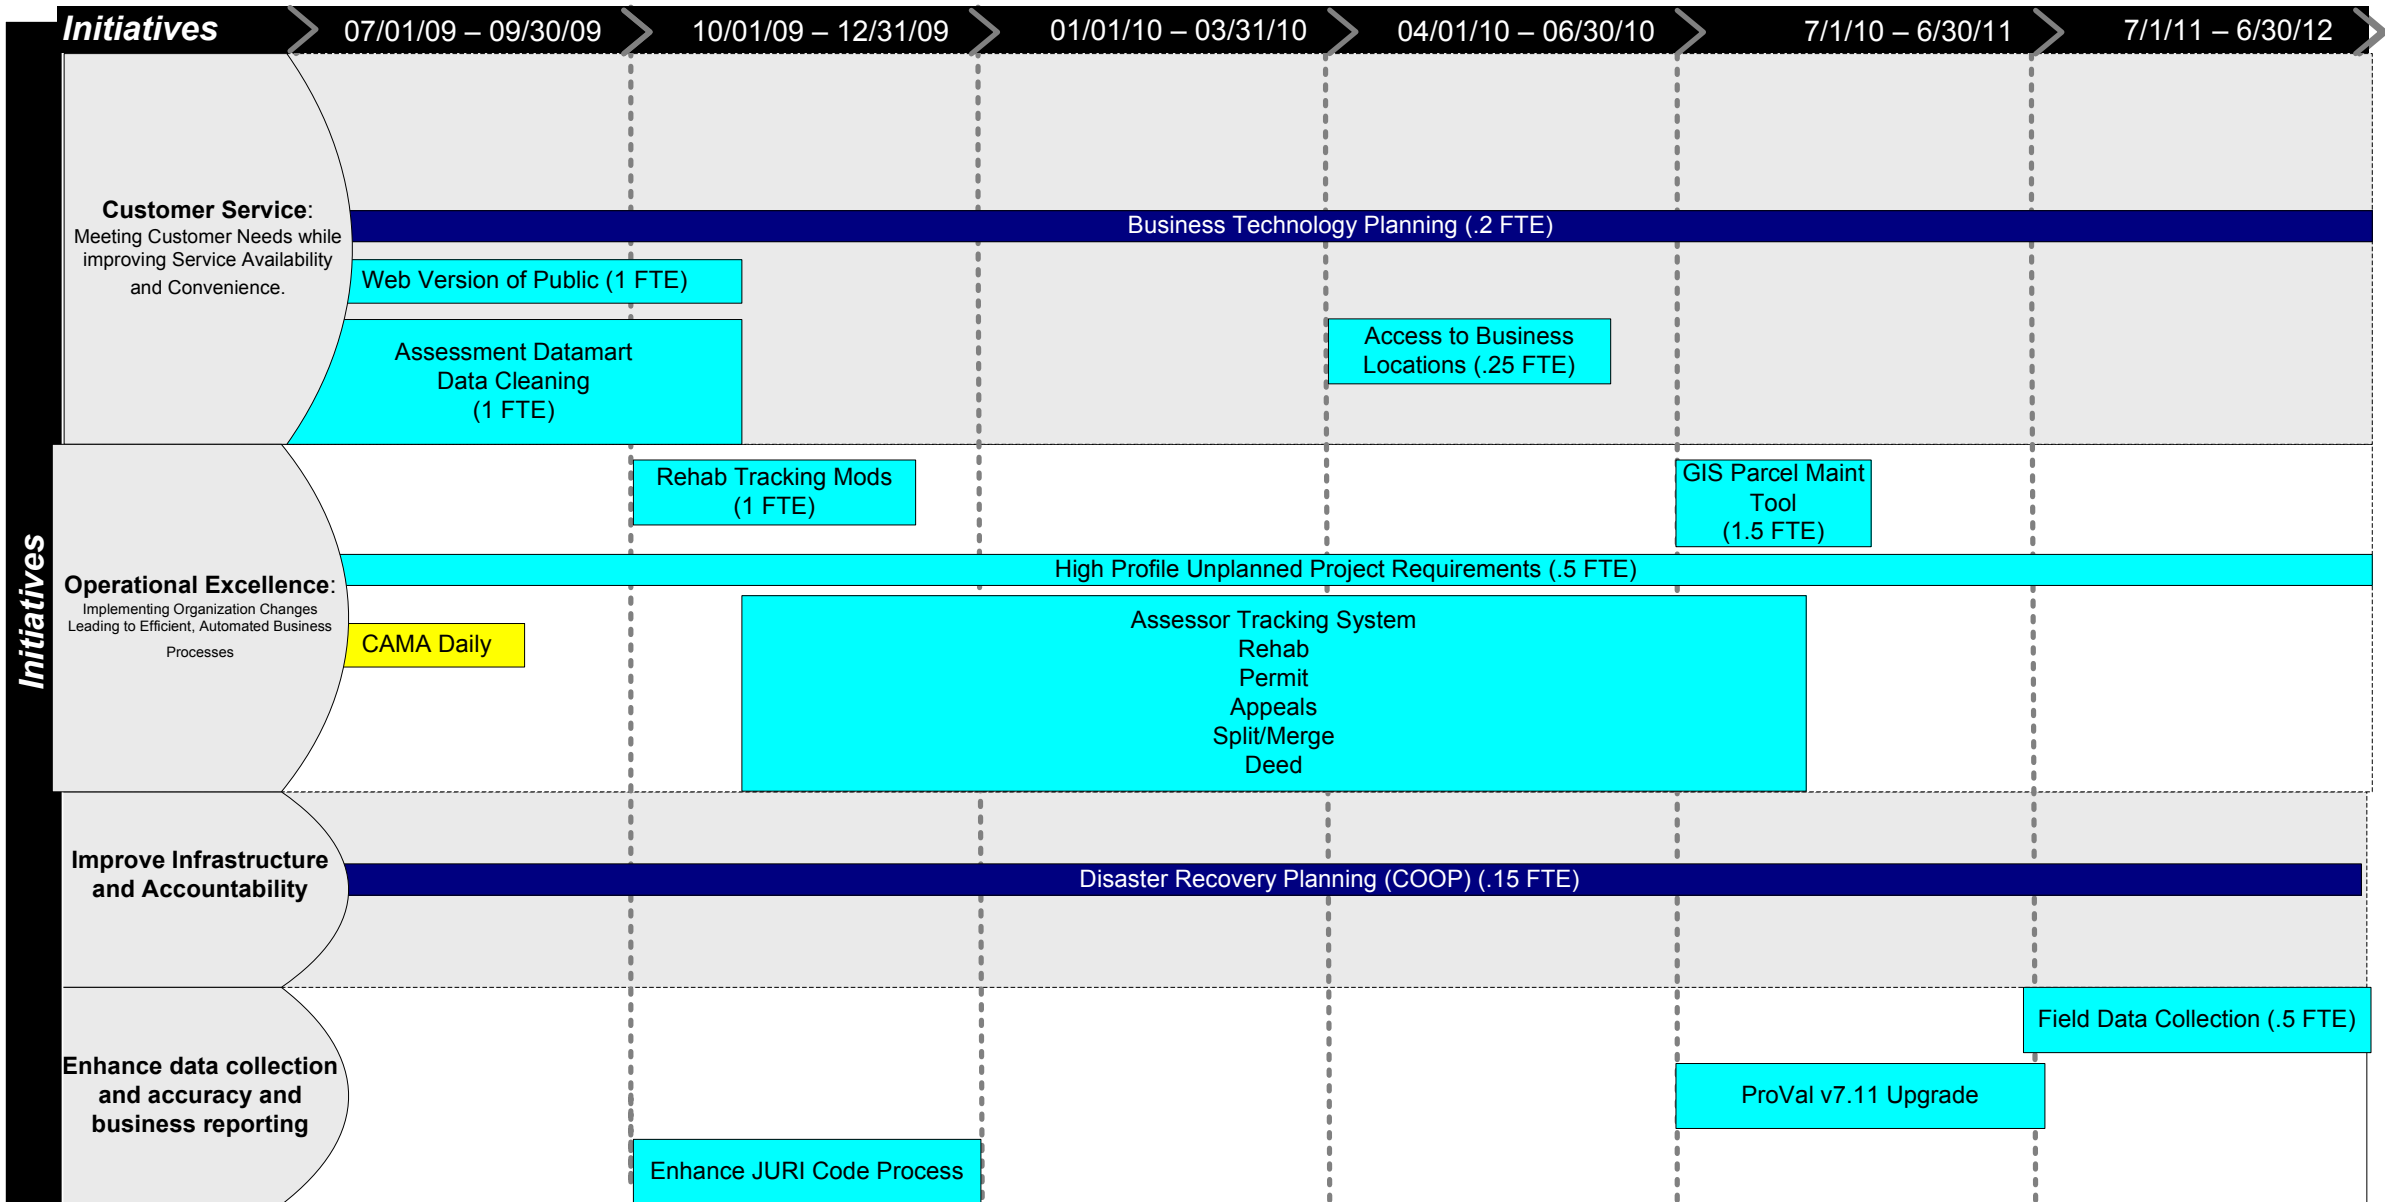 Initiatives
07/01/09 – 09/30/09
10/01/09 – 12/31/09
01/01/10 – 03/31/10
04/01/10 – 06/30/10
7/1/10 – 6/30/11
7/1/11 – 6/30/12
Initiatives
Customer Service:
Meeting Customer Needs while
improving Service Availability
and Convenience.
Business Technology Planning (.2 FTE)
Web Version of Public (1 FTE)
Assessment Datamart
Data Cleaning
(1 FTE)
Access to Business
Locations (.25 FTE)
Operational Excellence:
Implementing Organization Changes
Leading to Efficient, Automated Business
Processes
Rehab Tracking Mods
(1 FTE)
GIS Parcel Maint
Tool
(1.5 FTE)
High Profile Unplanned Project Requirements (.5 FTE)
CAMA Daily
Assessor Tracking System
Rehab
Permit
Appeals
Split/Merge
Deed
Improve Infrastructure
and Accountability
Disaster Recovery Planning (COOP) (.15 FTE)
Enhance data collection
and accuracy and
business reporting
Field Data Collection (.5 FTE)
ProVal v7.11 Upgrade
Enhance JURI Code Process